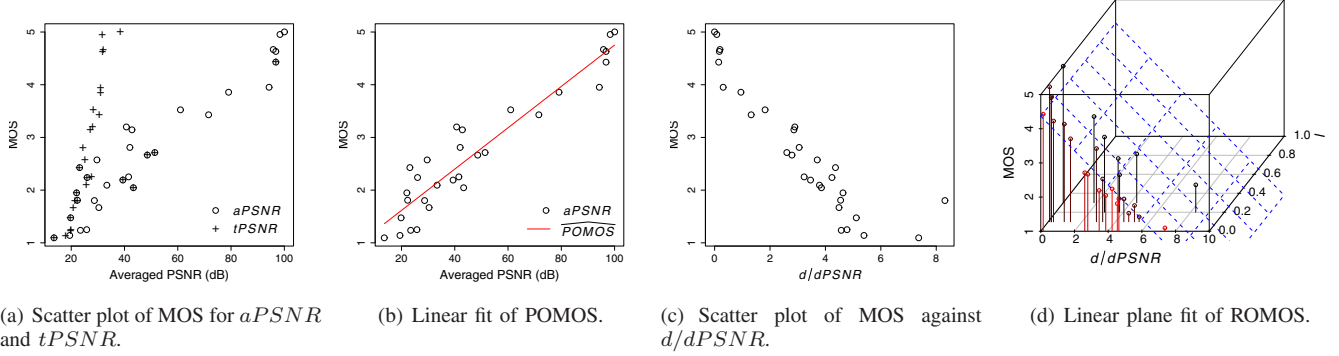 MOS
5
4
3
2
1
20
40
60
80
100
Averaged PSNR (dB)
aPSNR
tPSNR
MOS
5
4
3
2
1
20
40
60
80
100
Averaged PSNR (dB)
aPSNR
POMOS
MOS
5
4
3
2
1
0
2
4
6
8
d/dPSNR
MOS
5
4
3
2
1
0
2
4
6
8
10
d/dPSNR
0.0
0.2
0.4
0.6
0.8
1.0
/
(a) Scatter plot of MOS for aPSNR
and tPSNR.
(b) Linear fit of POMOS.
(c) Scatter plot of MOS against
d/dPSNR.
(d) Linear plane fit of ROMOS.